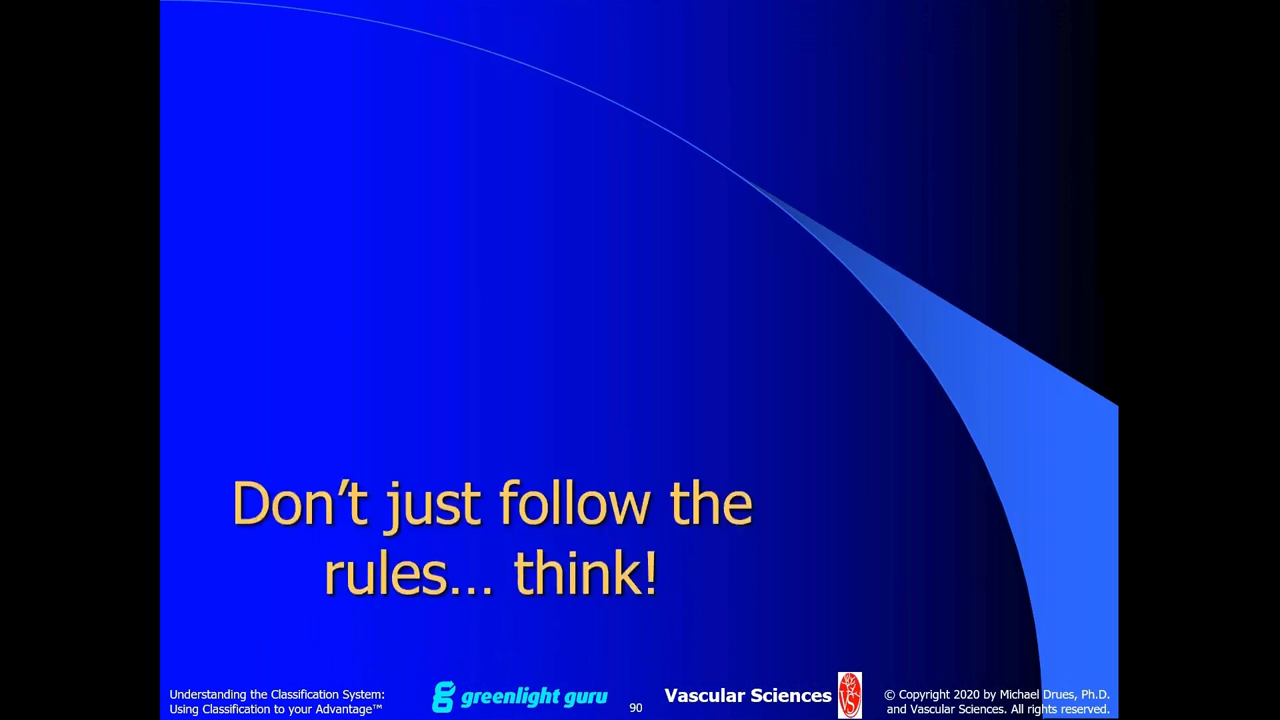 Don’t just follow the
rules… think!
Understanding the Classification System:
Using Classification to your Advantage™
greenlight guru
90
Vascular Sciences
VS
© Copyright 2020 by Michael Drues, Ph.D.
and Vascular Sciences. All rights reserved.